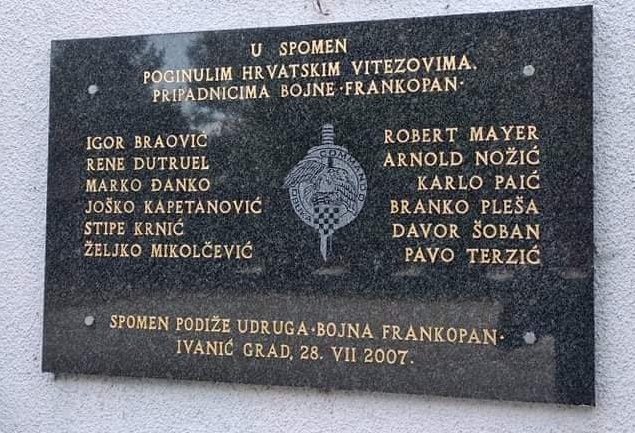 U SPOMEN
POGINULIM HRVATSKIM VITEZOVIMA,
PRIPADNICIMA BOJNE·FRANKOPAN·
IGOR BRAOVIĆ
RENE DUTRUEL
MARKO ĐANKO
JOŠKO KAPETANOVIĆ
STIPE KRNIĆ
ŽELJKO MIKOLČEVIĆ
COMMANDO
ROBERT MAYER
ARNOLD NOŽIĆ
KARLO PAIĆ
BRANKO PLEŠA
DAVOR ŠOBAN
PAVO TERZIĆ
SPOMEN PODIŽE UDRUGA·BOJNA FRANKOPAN·
IVANIĆ GRAD, 28. VII 2007.